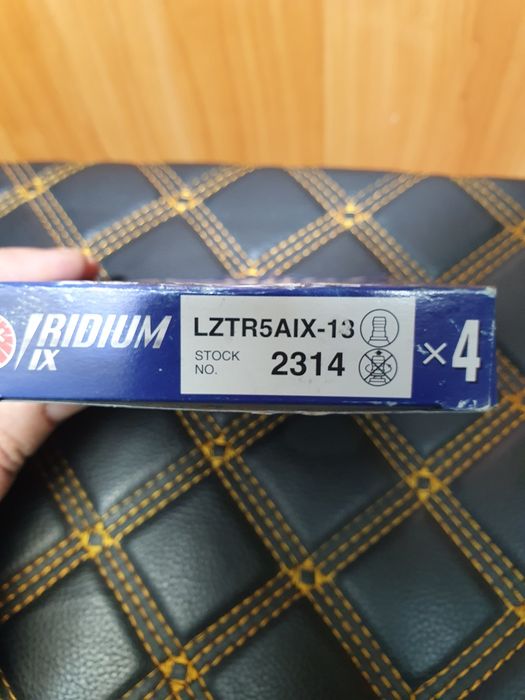 IRIDIUM
IX
LZTR5AIX-13
STOCK
NO.
2314
×4